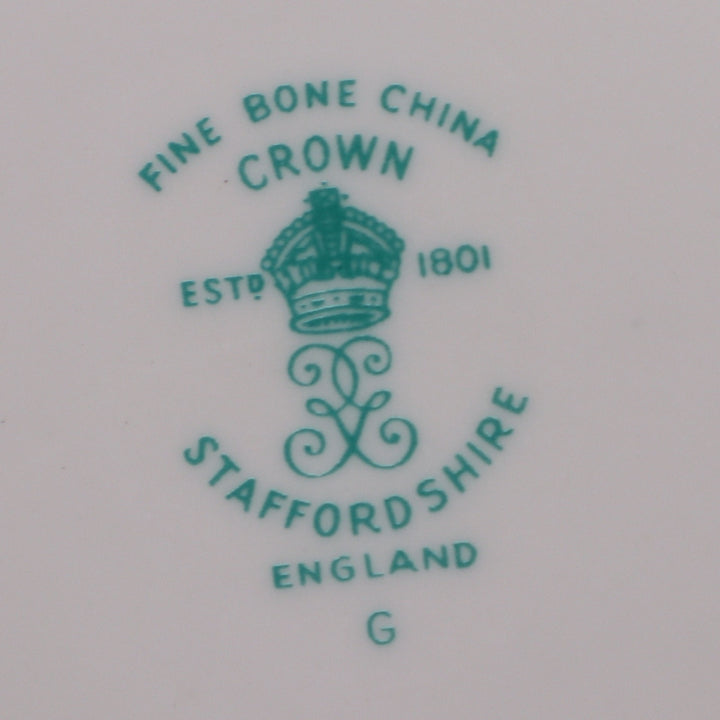 FINE BONE CHINA
CROWN
ESTD 1801
STAFFORDSHIRE
ENGLAND
G